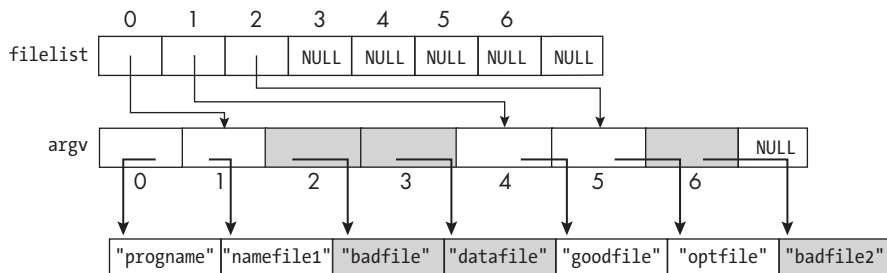 0 1 2 3 4 5 6
filelist NULL NULL NULL NULL NULL
argv NULL
0 1 2 3 4 5 6
"progname" "namefile1" "badfile" "datafile" "goodfile" "optfile" "badfile2"